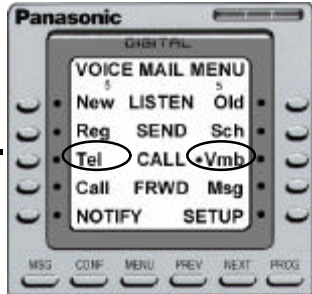 Panasonic
DIGITAL
VOICE MAIL MENU
5 5
New LISTEN Old
Reg SEND Sch
Tel CALL Vmb
Call FRWD Msg
NOTIFY SETUP
MSG CONF MENU PREV NEXT PROG